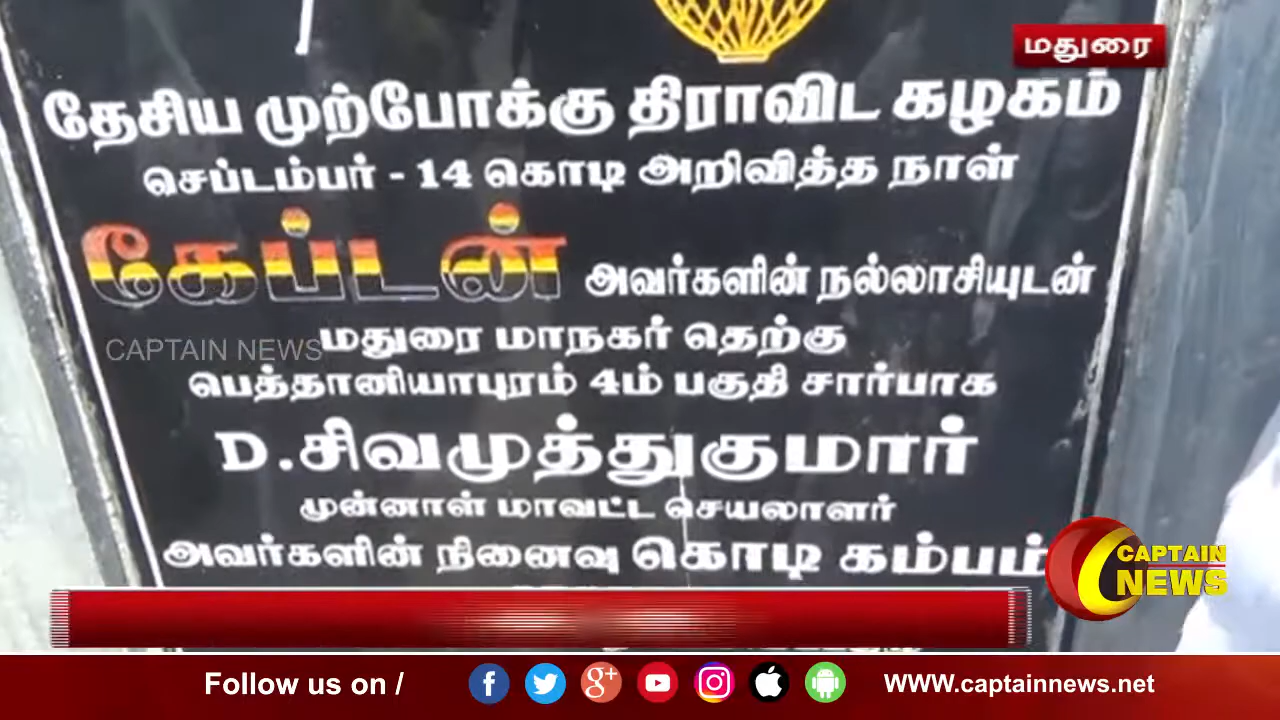 மதுரை
தேசிய முற்போக்கு திராவிட கழகம்
செப்டம்பர் - 14 கொடி அறிவித்த நாள்
கேப்டன் அவர்களின் நல்லாசியுடன்
CAPTAIN NEWS
மதுரை மாநகர் தெற்கு
பெத்தானியாபுரம் 4ம் பகுதி சார்பாக
D.சிவமுத்துகுமார்
முன்னாள் மாவட்ட செயலாளர்
அவர்களின் நினைவு கொடி கம்பம்
CAPTAIN
NEWS
Follow us on / WWW.captainnews.net